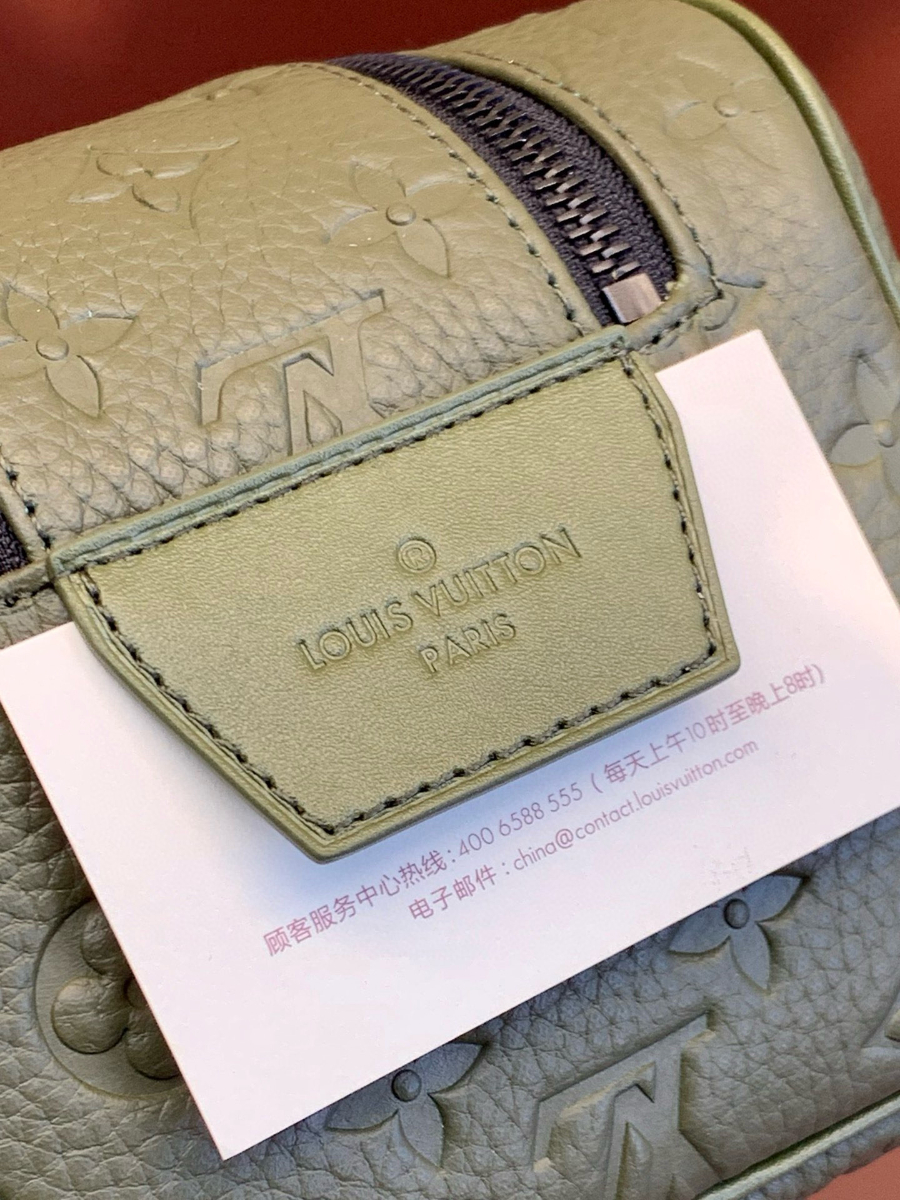 ®
LOUIS VUITTON
PARIS
顾客服务中心热线：400 6588 555（每天上午10时至晚上8时）
电子邮件：china@contact.louisvuitton.com